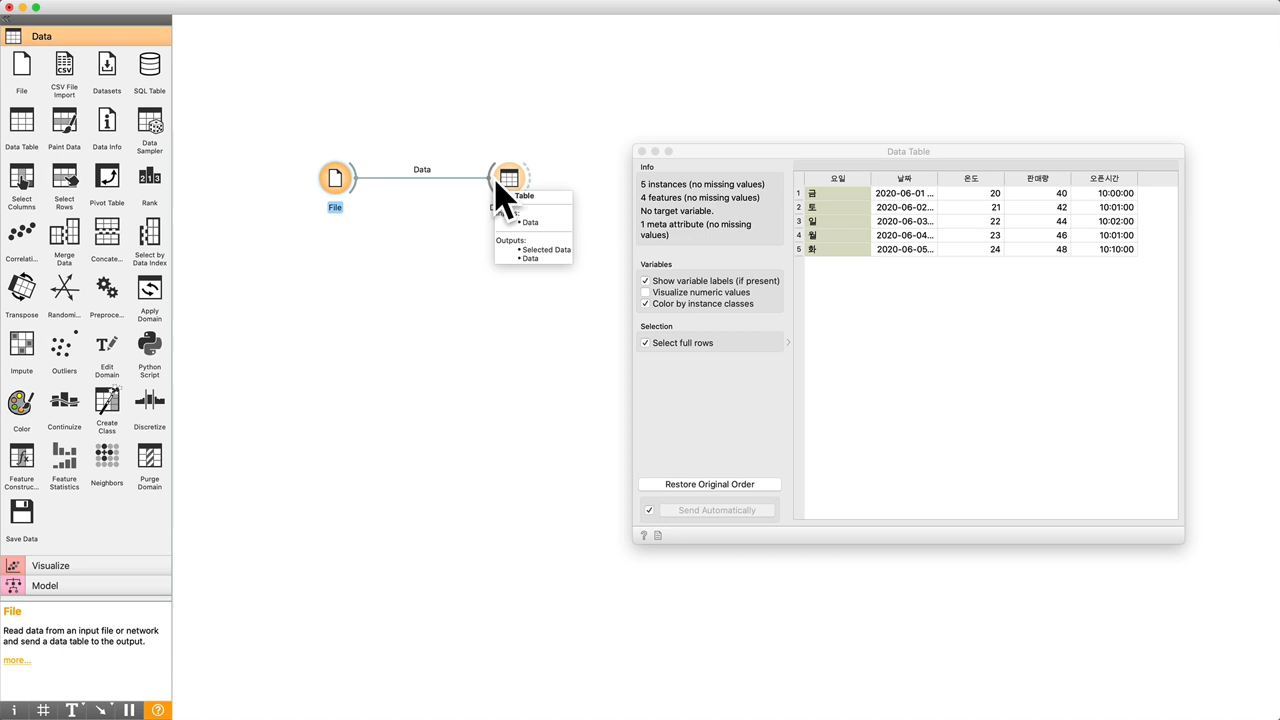 Data
File
CSV File
Import
Datasets
SQL Table
Data Table
Paint Data
Data Info
Data
Sampler
Select
Columns
Select
Rows
Pivot Table
Rank
Correlati...
Merge
Data
Conca​te...
Select by
Data Index
Transpose
Randomi...
Preproce...
Apply
Domain
Impute
Outliers
Edit
Domain
Python
Script
Color
Continuize
Create
Class
Discretize
Feature
Construc...
Feature
Statistics
Neighbors
Purge
Domain
Save Data
Visualize
Model
File
Read data from an input file or network
and send a data table to the output.
more...
Data
File
Table
• Data
Outputs:
• Selected Data
• Data
Data Table
Info
5 instances (no missing values)
4 features (no missing values)
No target variable.
1 meta attribute (no missing
values)
Variables
Show variable labels (if present)
Visualize numeric values
Color by instance classes
Selection
Select full rows
Restore Original Order
Send Automatically
요일 날짜 온도 판매량 오픈시간
1 금 2020-06-01 ... 20 40 10:00:00
2 토 2020-06-02... 21 42 10:01:00
3 일 2020-06-03... 22 44 10:02:00
4 월 2020-06-04... 23 46 10:01:00
5 화 2020-06-05... 24 48 10:10:00